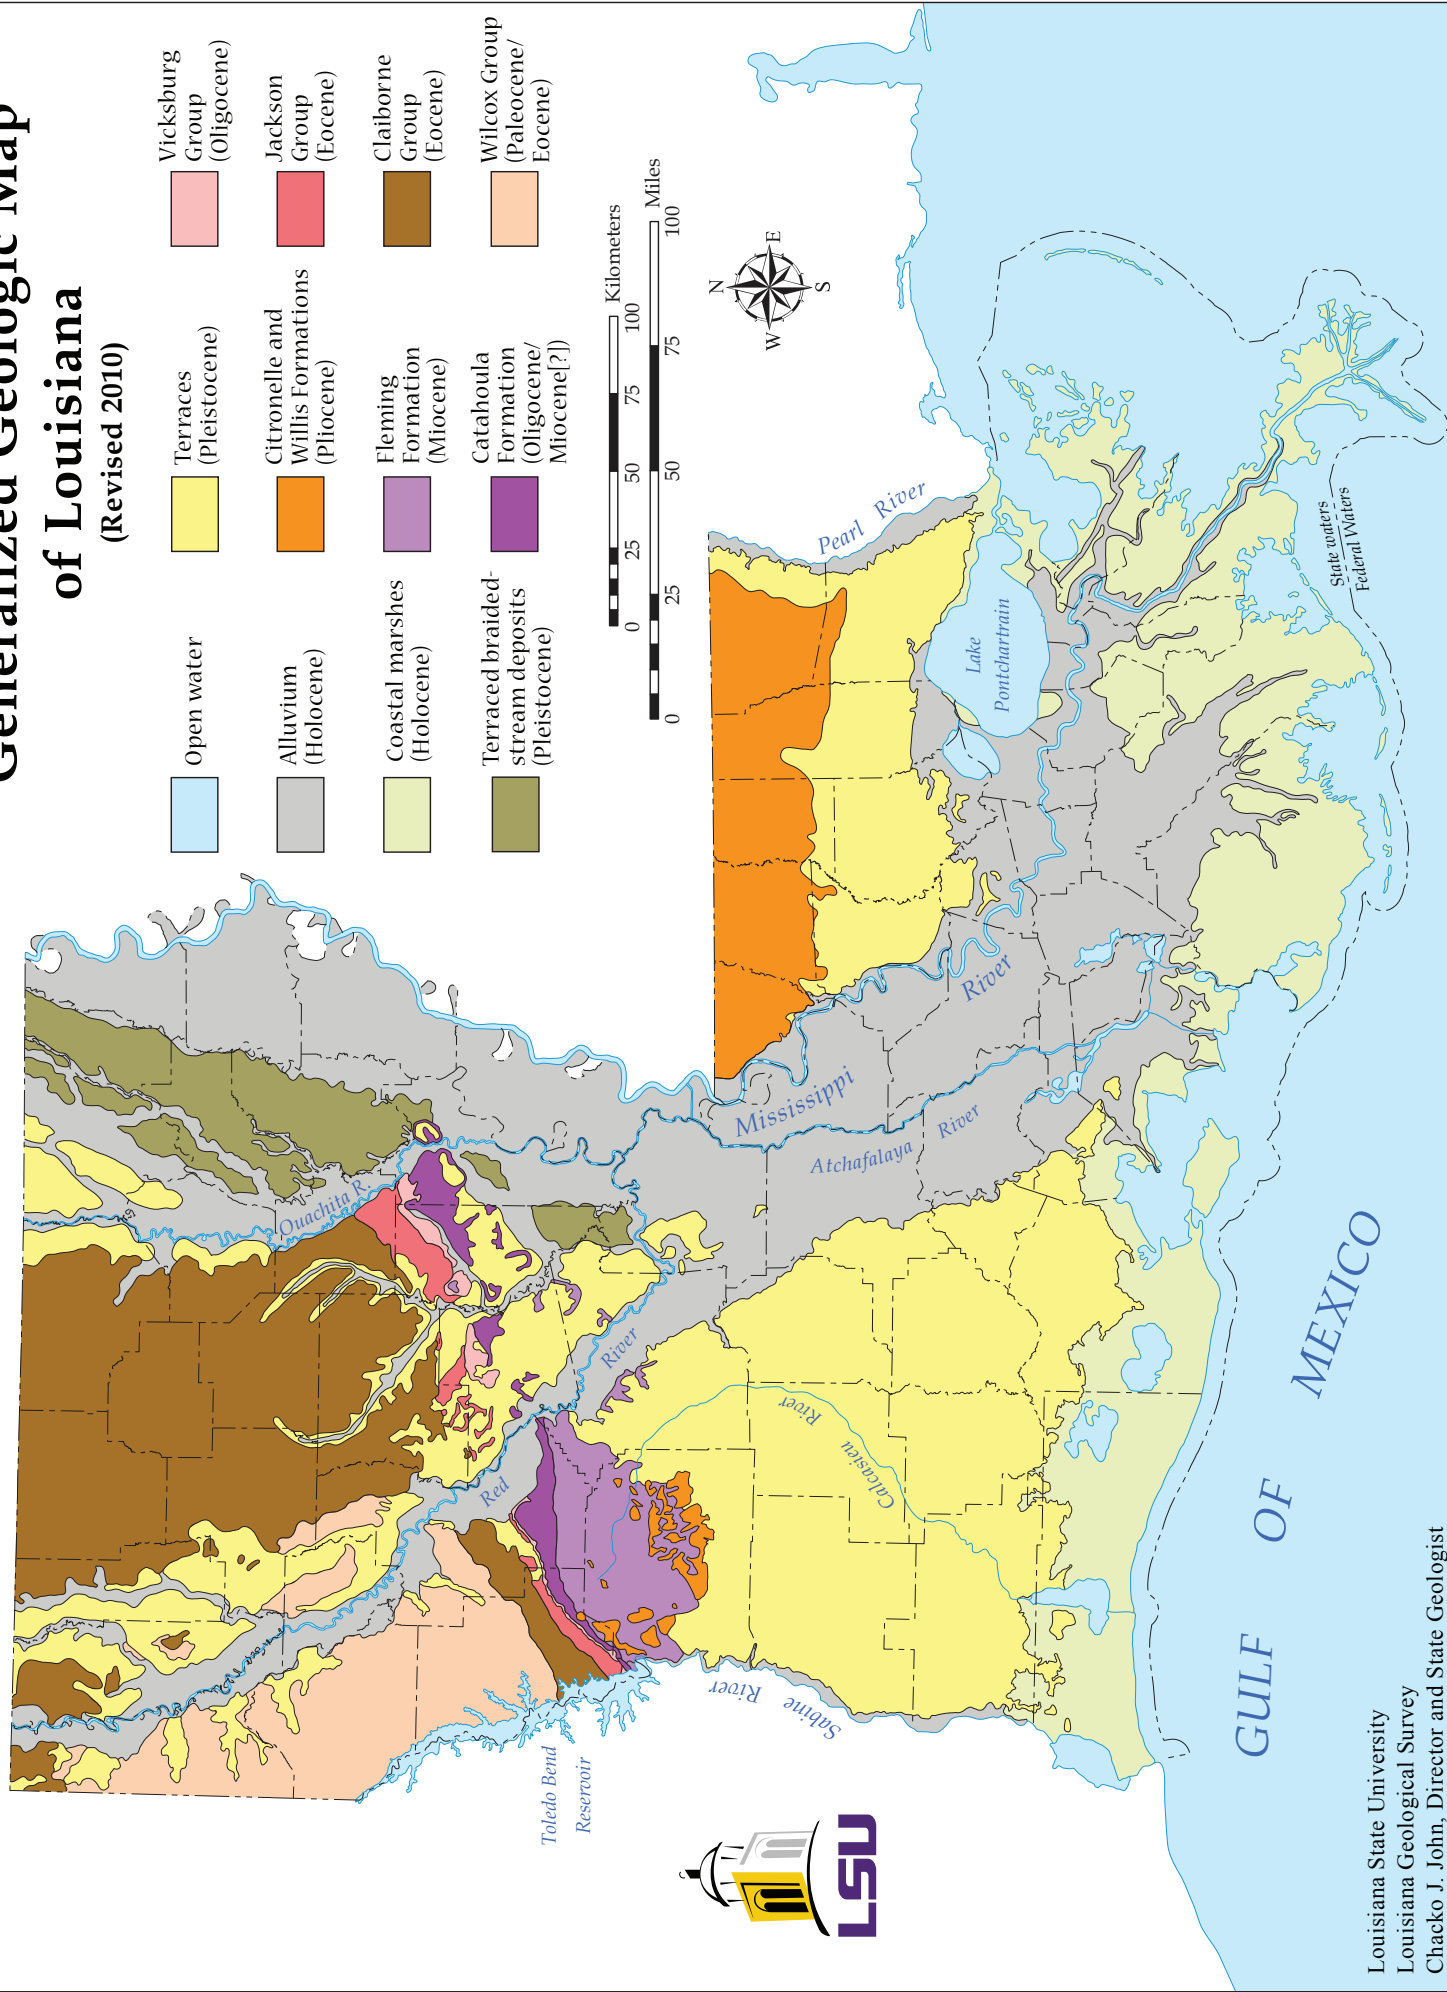 Generalized Geologic Map
of Louisiana
(Revised 2010)
Open water
Alluvium
(Holocene)
Coastal marshes
(Holocene)
Terraced braided-
stream deposits
(Pleistocene)
Terraces
(Pleistocene)
Citronelle and
Willis Formations
(Pliocene)
Fleming
Formation
(Miocene)
Catahoula
Formation
(Oligocene/
Miocene[?])
Vicksburg
Group
(Oligocene)
Jackson
Group
(Eocene)
Claiborne
Group
(Eocene)
Wilcox Group
(Paleocene/
Eocene)
0 25 50 75 100 Kilometers
0 25 50 75 100 Miles
N
W E
S
Ouachita R.
Red
River
Toledo Bend
Reservoir
Sabine River
Calcasieu River
Mississippi
River
Atchafalaya
River
Pearl River
Lake
Pontchartrain
State waters
Federal Waters
GULF OF MEXICO
LSU
Louisiana State University
Louisiana Geological Survey
Chacko J. John, Director and State Geologist